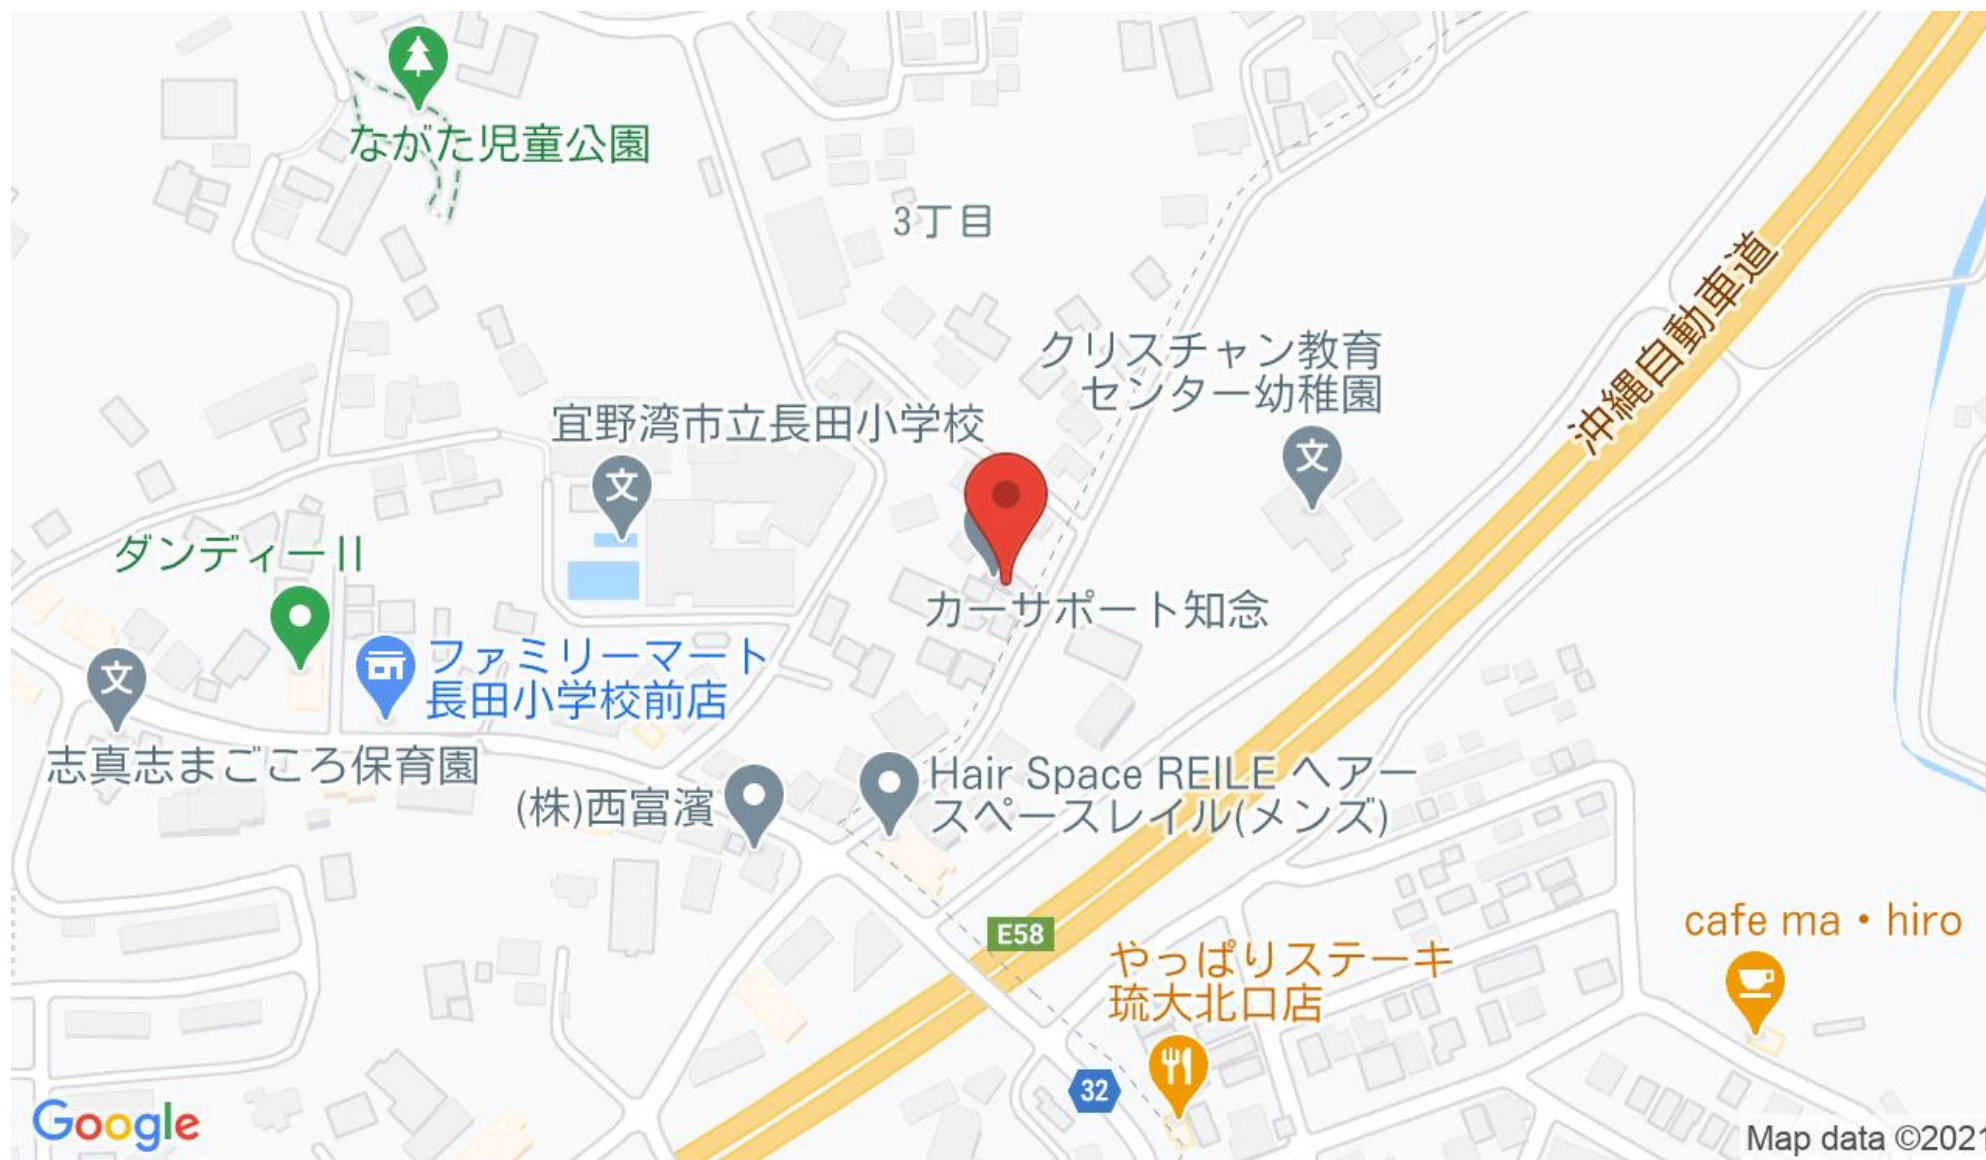 ながた児童公園
3丁目
沖縄自動車道
クリスチャン教育
センター幼稚園
宜野湾市立長田小学校
文
文
ダンディーII
カーサポート知念
ファミリーマート
長田小学校前店
文
志真志まごころ保育園
(株)西富濱
Hair Space REILE ヘアー
スペースレイル(メンズ)
E58
cafe ma・hiro
やっぱりステーキ
琉大北口店
32
Google
Map data ©2021